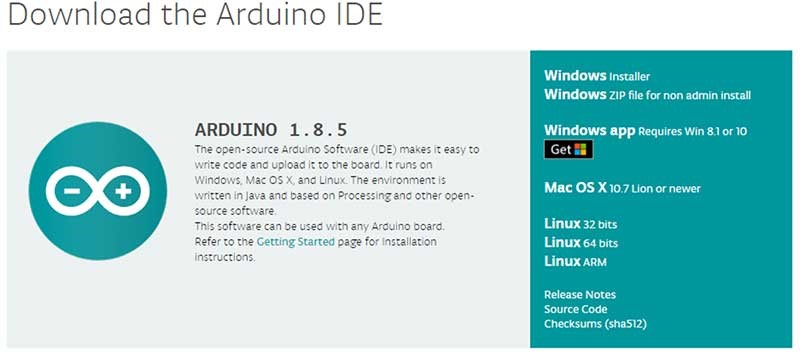 Download the Arduino IDE
ARDUINO 1.8.5
The open-source Arduino Software (IDE) makes it easy to
write code and upload it to the board. It runs on
Windows, Mac OS X, and Linux. The environment is
written in Java and based on Processing and other open-
source software.
This software can be used with any Arduino board.
Refer to the Getting Started page for Installation
instructions.
Windows Installer
Windows ZIP file for non admin install
Windows app Requires Win 8.1 or 10
Get
Mac OS X 10.7 Lion or newer
Linux 32 bits
Linux 64 bits
Linux ARM
Release Notes
Source Code
Checksums (sha512)